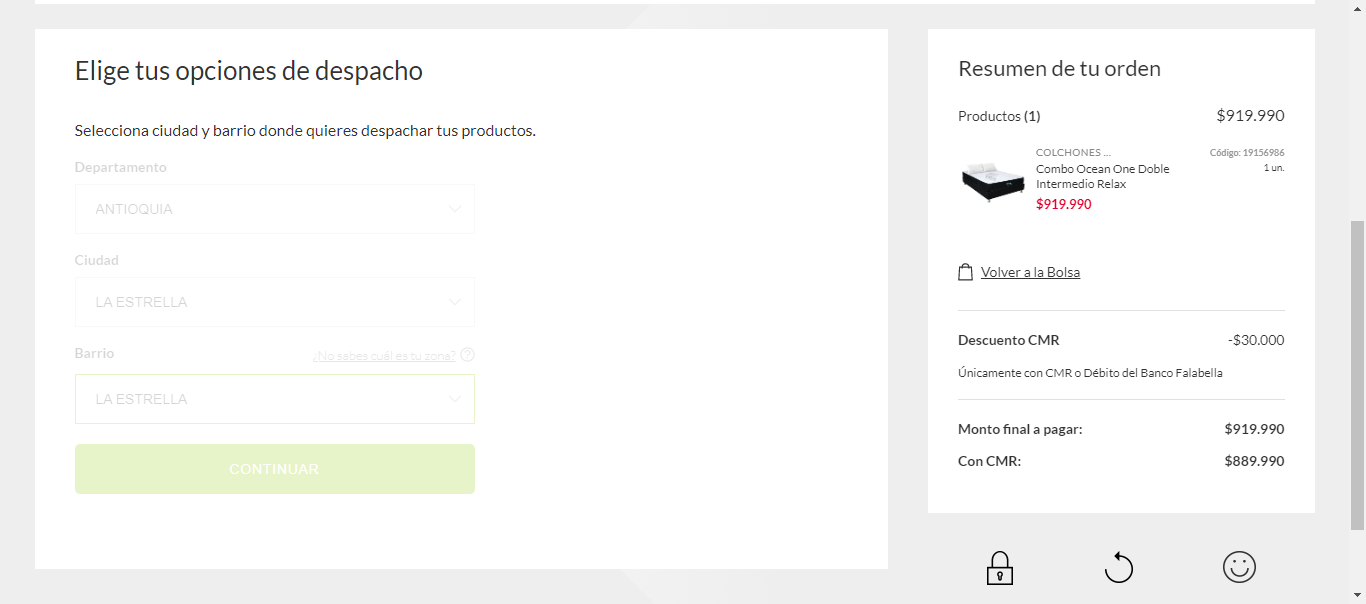 Elige tus opciones de despacho
Selecciona ciudad y barrio donde quieres despachar tus productos.
Departamento
ANTIOQUIA
Ciudad
LA ESTRELLA
Barrio
¿No sabes cuál es tu zona? ?
LA ESTRELLA
CONTINUAR
Resumen de tu orden
Productos (1) $919.990
COLCHONES ... Código: 19156986
Combo Ocean One Doble 1 un.
Intermedio Relax
$919.990
Volver a la Bolsa
Descuento CMR -$30.000
Únicamente con CMR o Débito del Banco Falabella
Monto final a pagar: $919.990
Con CMR: $889.990